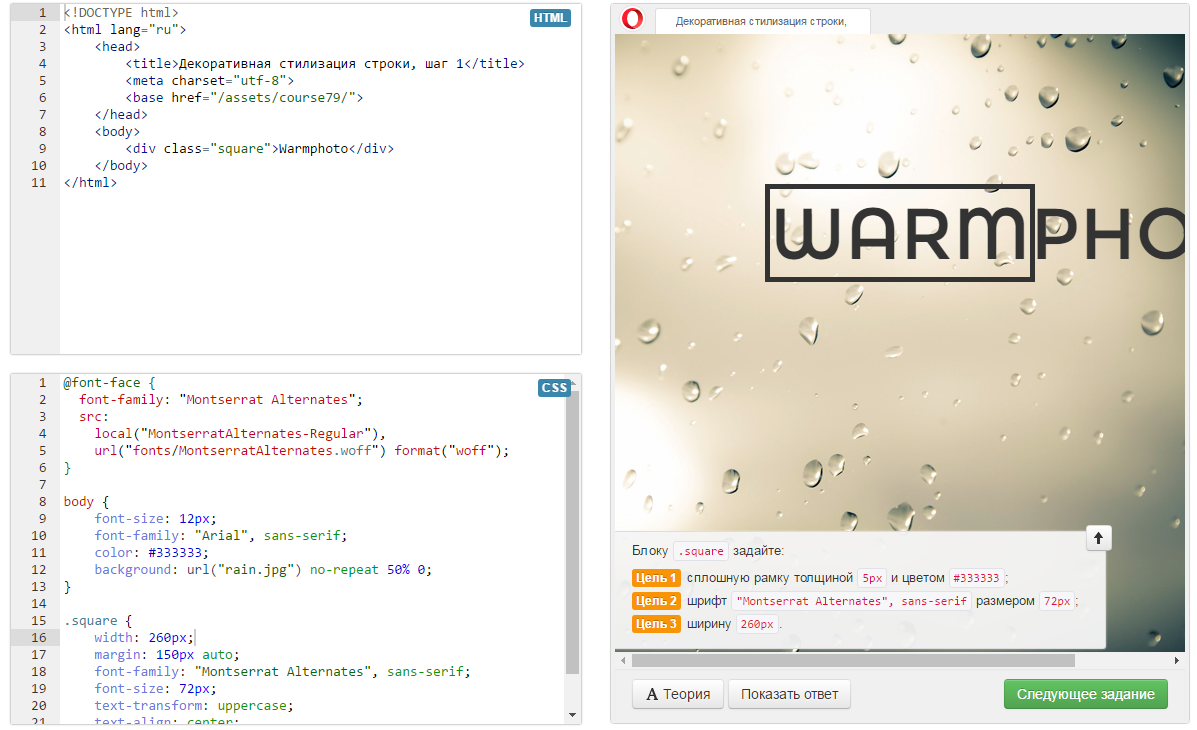 HTML
1 <!DOCTYPE html>
2 <html lang="ru">
3 <head>
4 <title>Декоративная стилизация строки, шаг 1</title>
5 <meta charset="utf-8">
6 <base href="/assets/course79/">
7 </head>
8 <body>
9 <div class="square">Warmphoto</div>
10 </body>
11 </html>
CSS
1 @font-face {
2 font-family: "Montserrat Alternates";
3 src:
4 local("MontserratAlternates-Regular"),
5 url("fonts/MontserratAlternates.woff") format("woff");
6 }
7
8 body {
9 font-size: 12px;
10 font-family: "Arial", sans-serif;
11 color: #333333;
12 background: url("rain.jpg") no-repeat 50% 0;
13 }
14
15 .square {
16 width: 260px;
17 margin: 150px auto;
18 font-family: "Montserrat Alternates", sans-serif;
19 font-size: 72px;
20 text-transform: uppercase;
21 text-align: center;
Декоративная стилизация строки,
WARMPHO
Блоку .square задайте:
Цель 1 сплошную рамку толщиной 5px и цветом #333333;
Цель 2 шрифт "Montserrat Alternates", sans-serif размером 72px;
Цель 3 ширину 260px.
A Теория
Показать ответ
Следующее задание